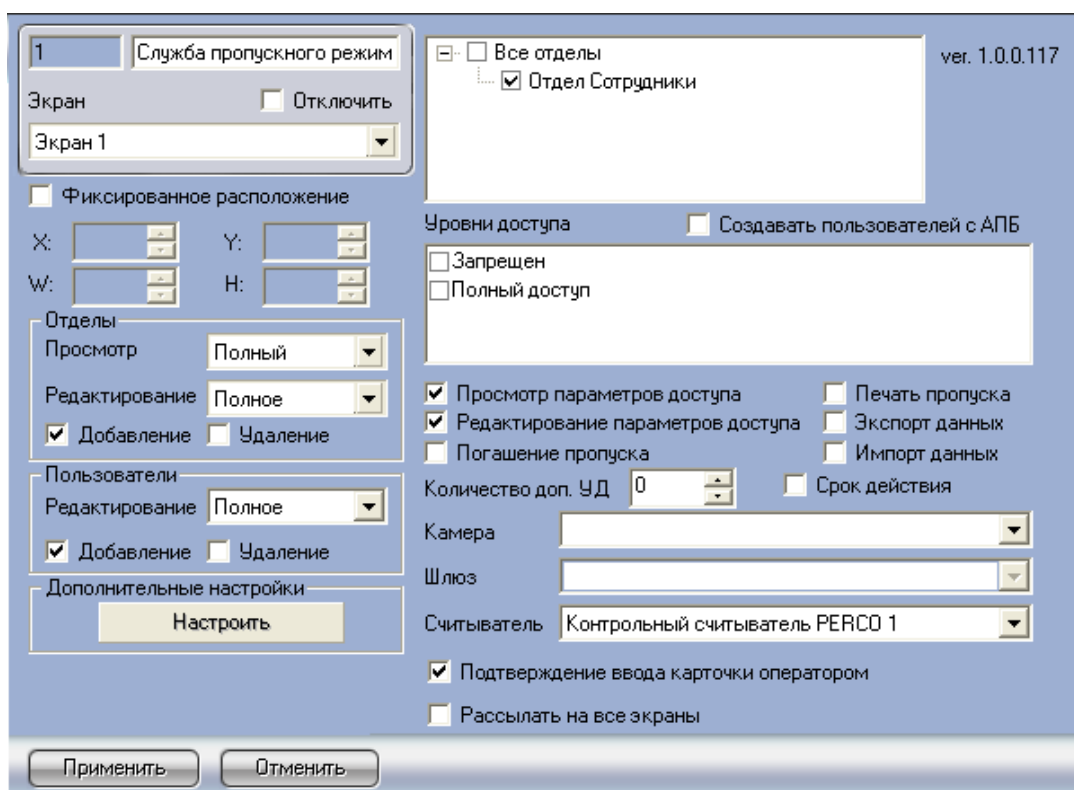 1
Служба пропускного режим
Экран
Отключить
Экран 1
Фиксированное расположение
X:
Y:
W:
H:
Отделы
Просмотр
Полный
Редактирование
Полное
Добавление
Удаление
Пользователи
Редактирование
Полное
Добавление
Удаление
Дополнительные настройки
Настроить
Все отделы
Отдел Сотрудники
ver. 1.0.0.117
Уровни доступа
Создавать пользователей с АПБ
Запрещен
Полный доступ
Просмотр параметров доступа
Печать пропуска
Редактирование параметров доступа
Экспорт данных
Погашение пропуска
Импорт данных
Количество доп. УД
0
Срок действия
Камера
Шлюз
Считыватель
Контрольный считыватель PERCO 1
Подтверждение ввода карточки оператором
Рассылать на все экраны
Применить
Отменить